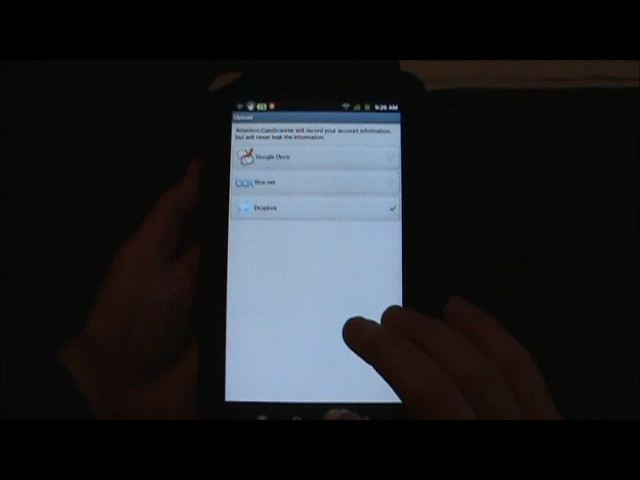 9:26 AM
Upload
Attention:CamScanner will record your account information,
but will never leak the information.
Google Docs
box Box.net
Dropbox